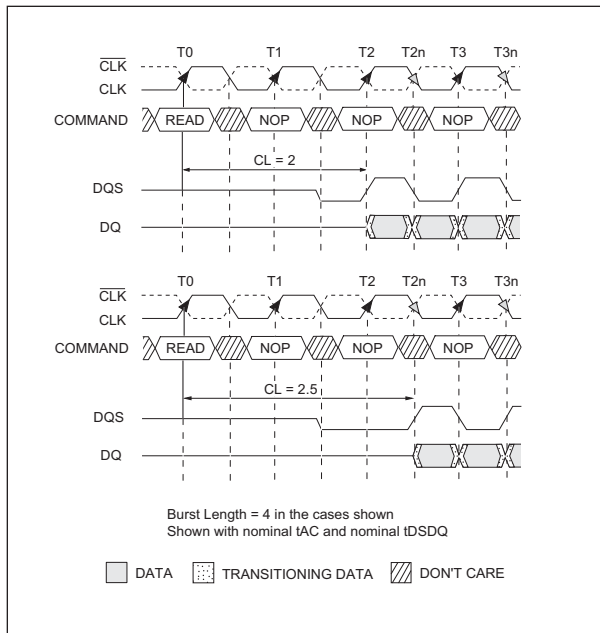 T0 T1 T2 T2n T3 T3n
CLK
CLK
COMMAND READ NOP NOP NOP
CL = 2
DQS
DQ
T0 T1 T2 T2n T3 T3n
CLK
CLK
COMMAND READ NOP NOP NOP
CL = 2.5
DQS
DQ
Burst Length = 4 in the cases shown
Shown with nominal tAC and nominal tDSDQ
DATA TRANSITIONING DATA DON'T CARE